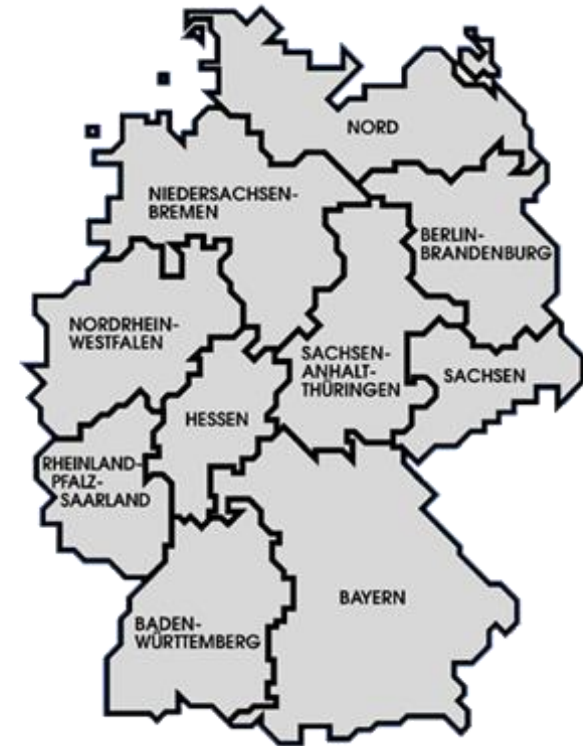 NORD
NIEDERSACHSEN-
BREMEN
BERLIN-
BRANDENBURG
NORDRHEIN-
WESTFALEN
SACHSEN-
ANHALT-
THÜRINGEN
SACHSEN
HESSEN
RHEINLAND-
PFALZ-
SAARLAND
BAYERN
BADEN-
WÜRTTEMBERG